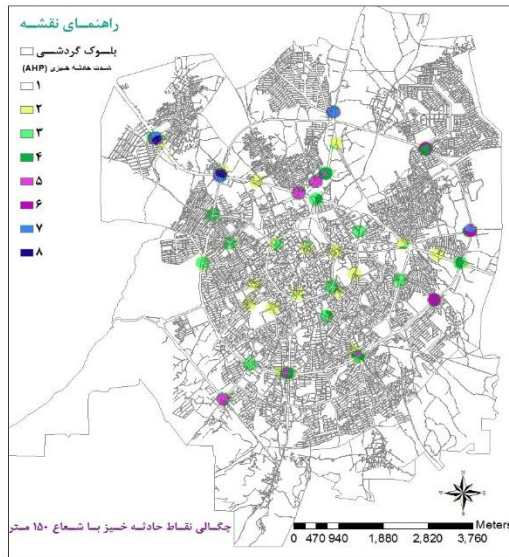 راهنمای نقشه
بلوک گردشی
شدت حادثه خیزی (AHP)
۱
۲
۳
۴
۵
۶
۷
۸
چگالی نقاط حادثه خیز با شعاع ۱۵۰ متر
Meters
0 470 940 1,880 2,820 3,760